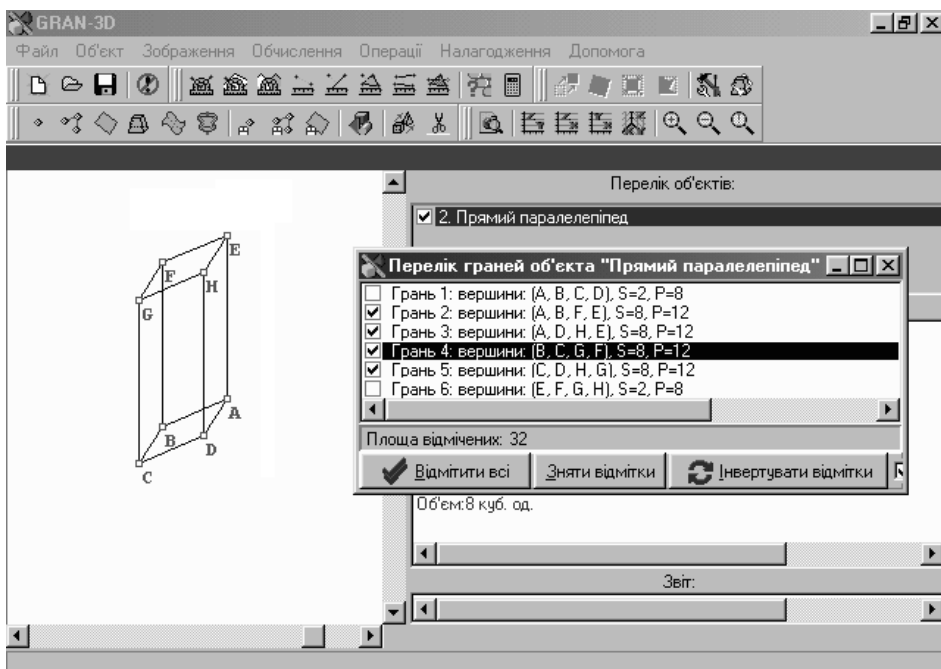 GRAN-3D
Файл Об'єкт Зображення Обчислення Операції Налагодження Допомога
Перелік об'єктів:
2. Прямий паралелепіпед
Перелік граней об'єкта "Прямий паралелепіпед"
Грань 1: вершини: (A, B, C, D), S=2, P=8
Грань 2: вершини: (A, B, F, E), S=8, P=12
Грань 3: вершини: (A, D, H, E), S=8, P=12
Грань 4: вершини: (B, C, G, F), S=8, P=12
Грань 5: вершини: (C, D, H, G), S=8, P=12
Грань 6: вершини: (E, F, G, H), S=2, P=8
Площа відмічених: 32
Відмітити всі Зняти відмітки Інвертувати відмітки
Об'єм:8 куб. од.
Звіт:
E
F
H
G
A
B
D
C